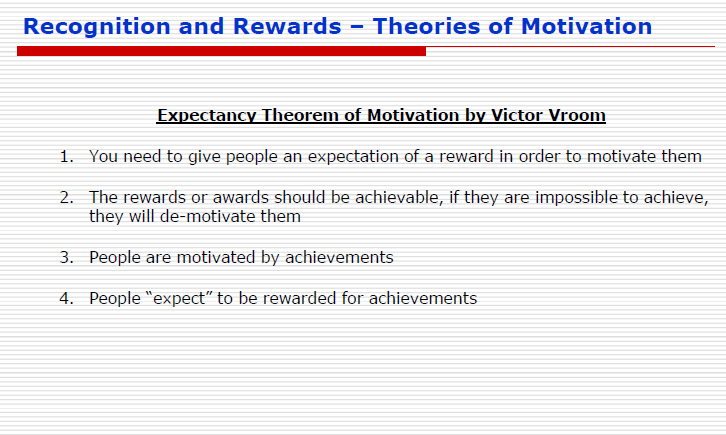 Recognition and Rewards – Theories of Motivation
Expectancy Theorem of Motivation by Victor Vroom
1. You need to give people an expectation of a reward in order to motivate them
2. The rewards or awards should be achievable, if they are impossible to achieve,
they will de-motivate them
3. People are motivated by achievements
4. People “expect” to be rewarded for achievements